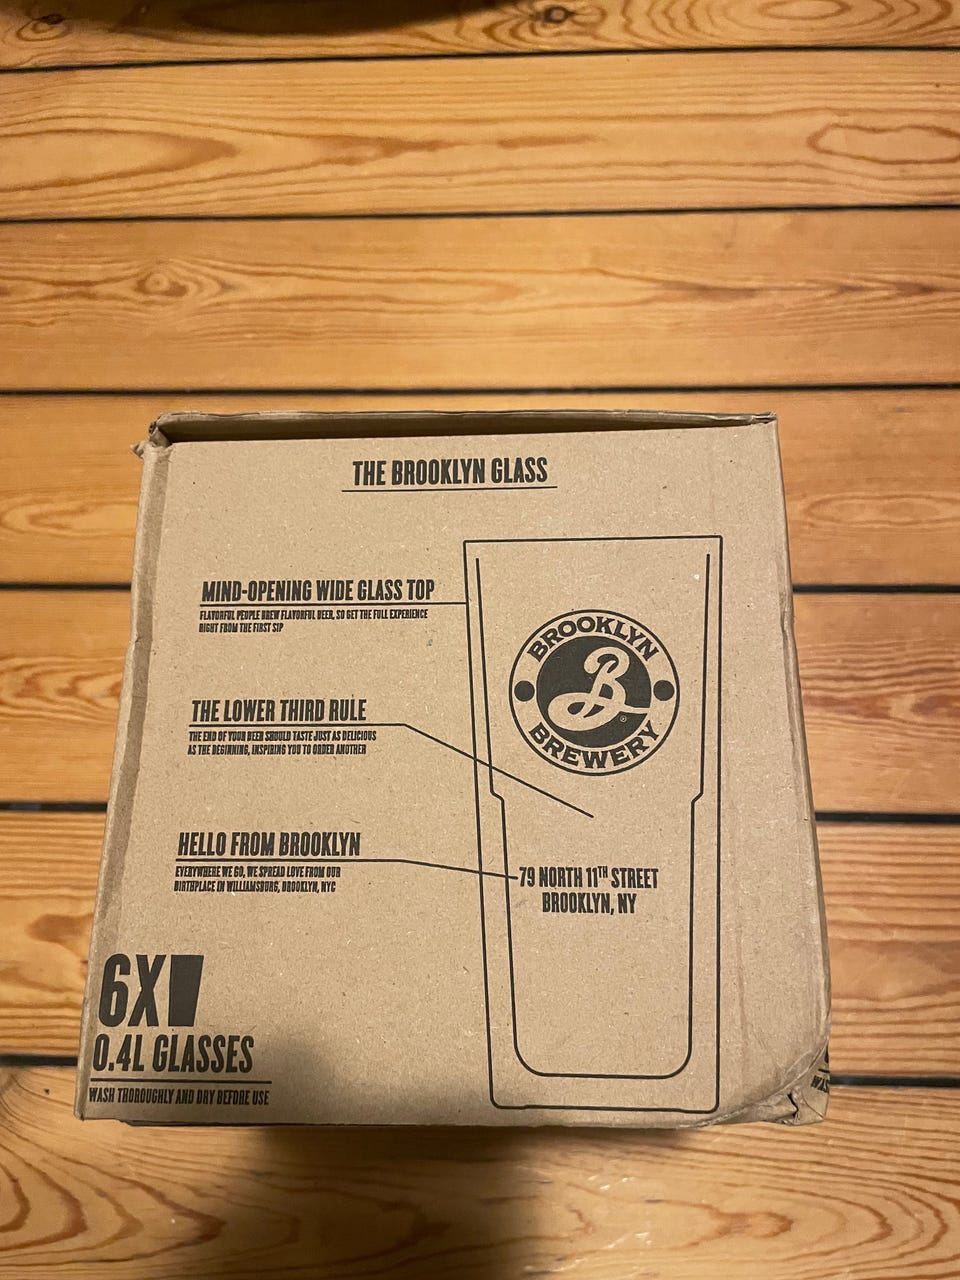 THE BROOKLYN GLASS
MIND-OPENING WIDE GLASS TOP
FLAVORFUL PEOPLE BREW FLAVORFUL BEER, SO GET THE FULL EXPERIENCE
RIGHT FROM THE FIRST SIP
BROOKLYN
B
®
BREWERY
THE LOWER THIRD RULE
THE END OF YOUR BEER SHOULD TASTE JUST AS DELICIOUS
AS THE BEGINNING, INSPIRING YOU TO ORDER ANOTHER
HELLO FROM BROOKLYN
EVERYWHERE WE GO, WE SPREAD LOVE FROM OUR
BIRTHPLACE IN WILLIAMSBURG, BROOKLYN, NYC
79 NORTH 11TH STREET
BROOKLYN, NY
6X
0.4L GLASSES
WASH THOROUGHLY AND DRY BEFORE USE